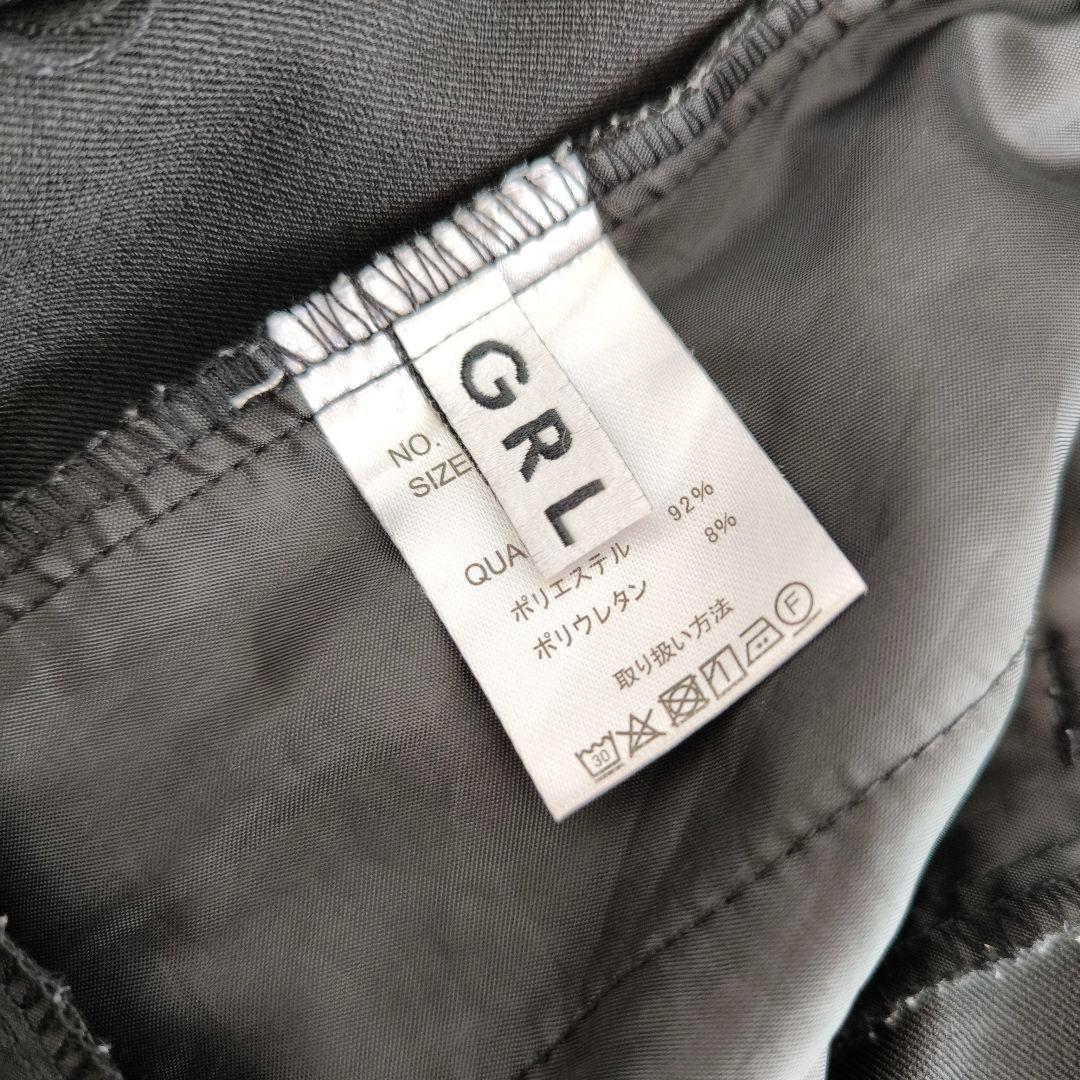 GRL
NO.
SIZE
QUA
ポリエステル 92%
ポリウレタン 8%
取り扱い方法
30 F